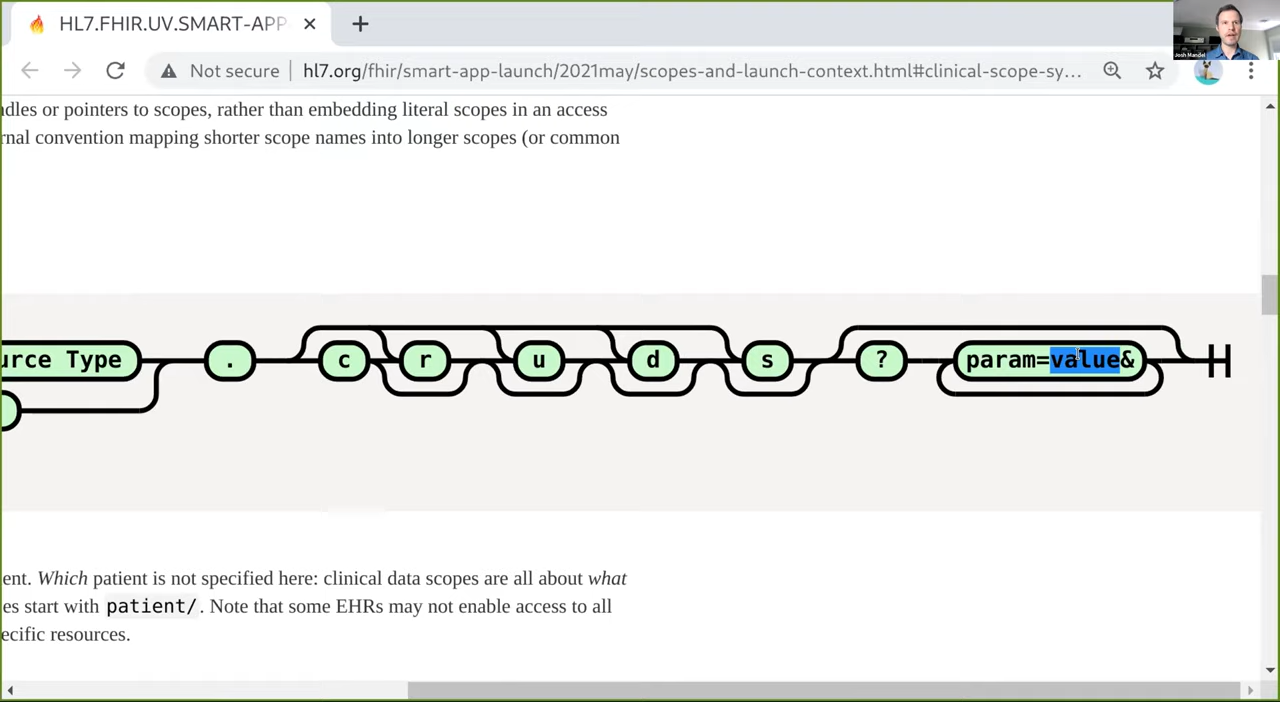 HL7.FHIR.UV.SMART-APP-
Josh Mandel
Not secure
hl7.org/fhir/smart-app-launch/2021may/scopes-and-launch-context.html#clinical-scope-sy...
ndles or pointers to scopes, rather than embedding literal scopes in an access
rnal convention mapping shorter scope names into longer scopes (or common
urce Type . c r u d s ? param=value&
ent. Which patient is not specified here: clinical data scopes are all about what
es start with patient/. Note that some EHRs may not enable access to all
ecific resources.